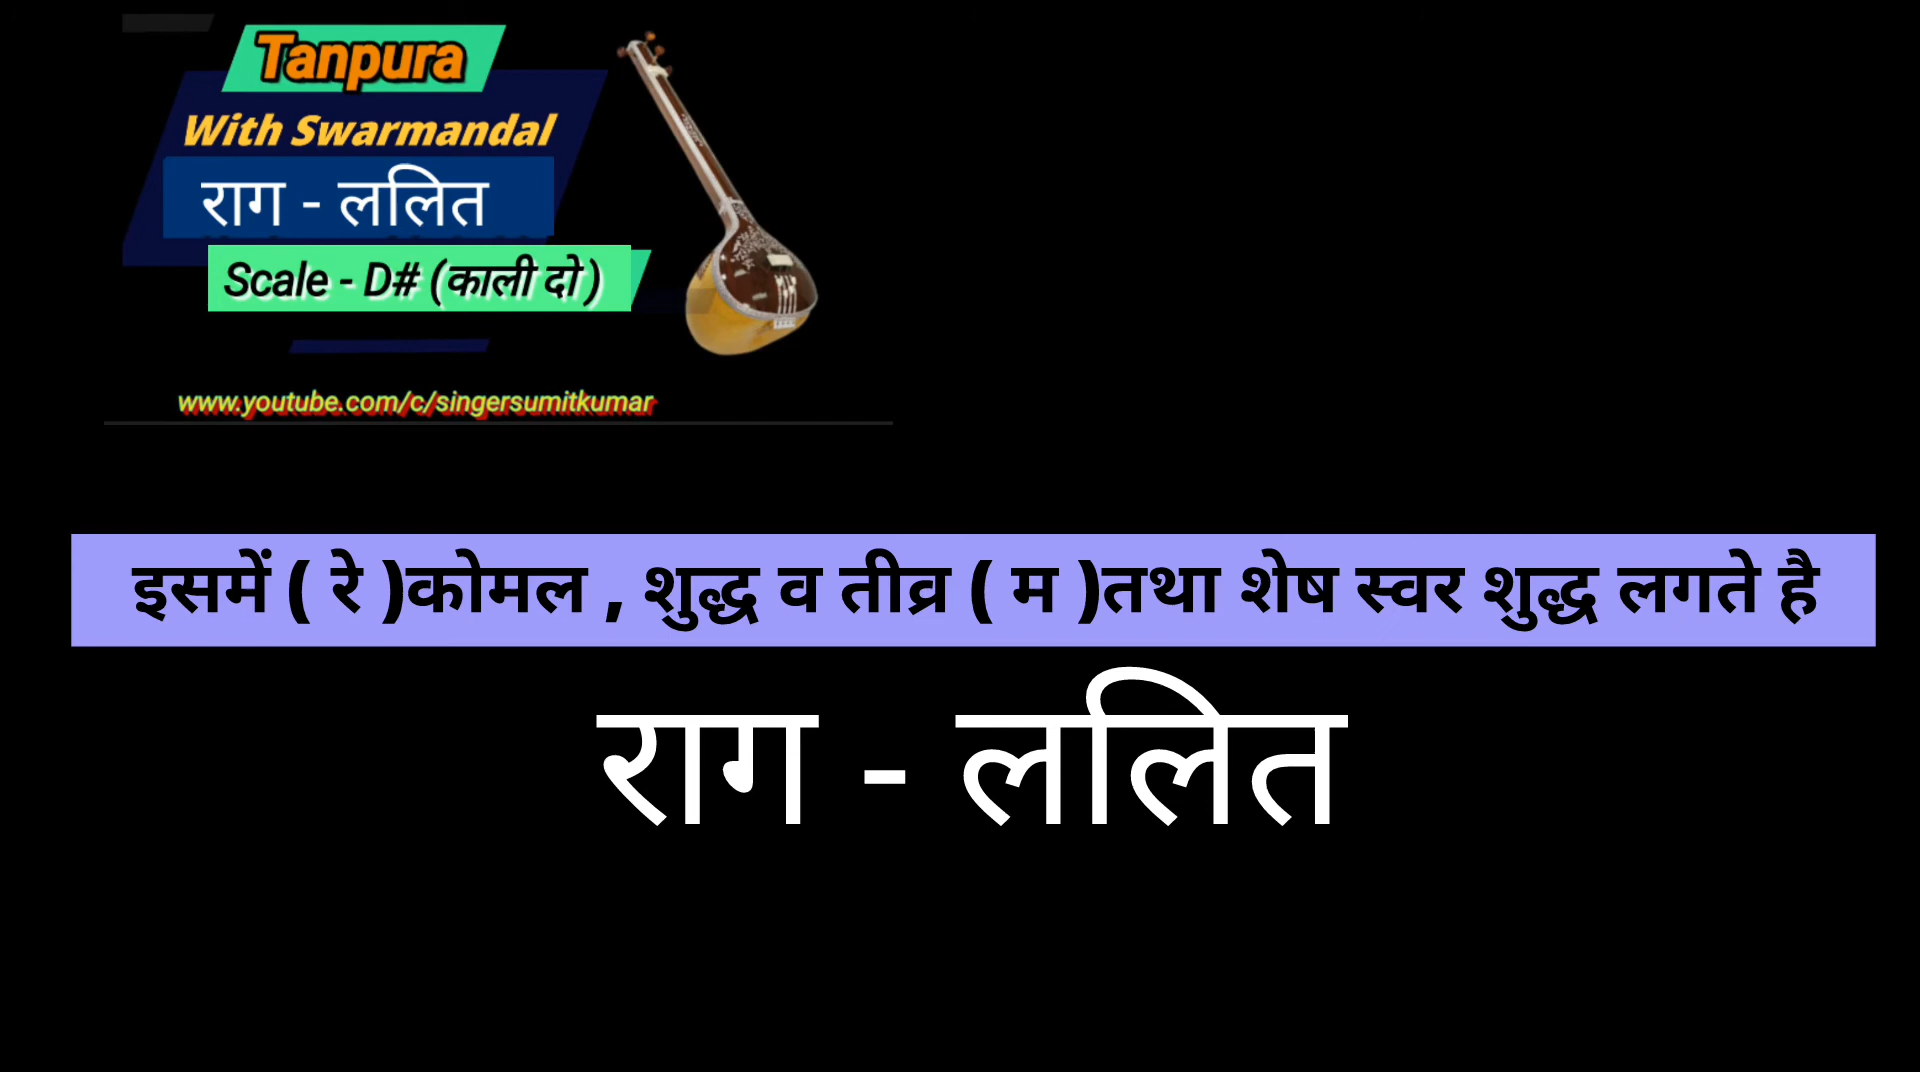 Tanpura
With Swarmandal
राग - ललित
Scale - D# (काली दो)
www.youtube.com/c/singersumitkumar
इसमें ( रे )कोमल , शुद्ध व तीव्र ( म )तथा शेष स्वर शुद्ध लगते है
राग - ललित